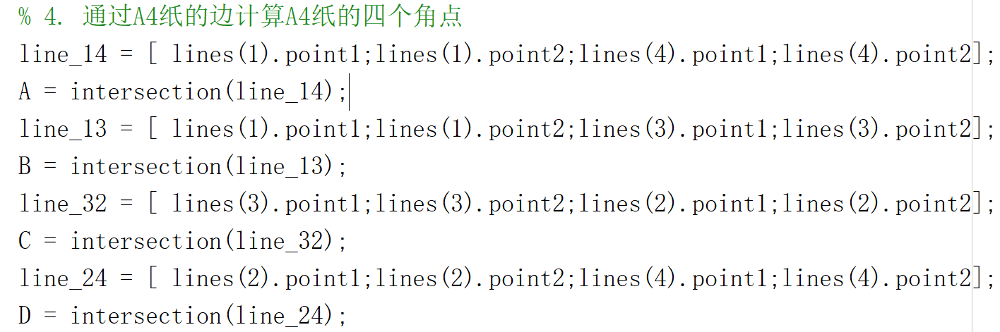 % 4. 通过A4纸的边计算A4纸的四个角点
line_14 = [ lines(1).point1;lines(1).point2;lines(4).point1;lines(4).point2];
A = intersection(line_14);
line_13 = [ lines(1).point1;lines(1).point2;lines(3).point1;lines(3).point2];
B = intersection(line_13);
line_32 = [ lines(3).point1;lines(3).point2;lines(2).point1;lines(2).point2];
C = intersection(line_32);
line_24 = [ lines(2).point1;lines(2).point2;lines(4).point1;lines(4).point2];
D = intersection(line_24);